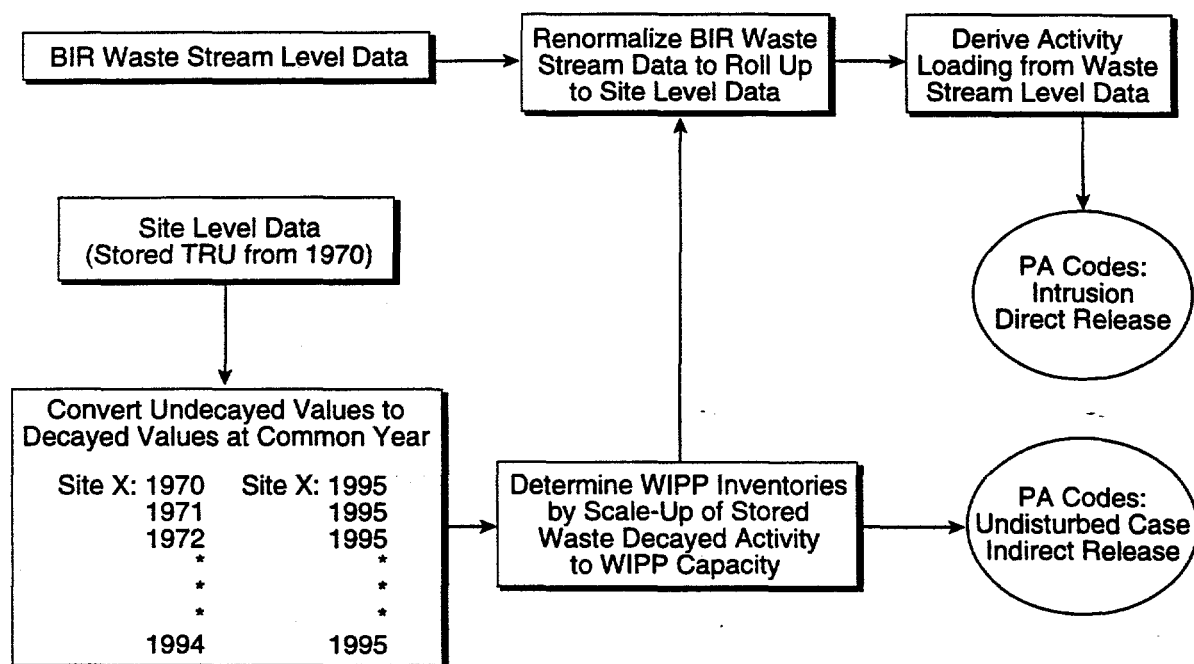 BIR Waste Stream Level Data
Renormalize BIR Waste
Stream Data to Roll Up
to Site Level Data
Derive Activity
Loading from Waste
Stream Level Data
Site Level Data
(Stored TRU from 1970)
PA Codes:
Intrusion
Direct Release
Convert Undecayed Values to
Decayed Values at Common Year
Site X: 1970 Site X: 1995
1971 1995
1972 1995
* *
* *
* *
1994 1995
Determine WIPP Inventories
by Scale-Up of Stored
Waste Decayed Activity
to WIPP Capacity
PA Codes:
Undisturbed Case
Indirect Release